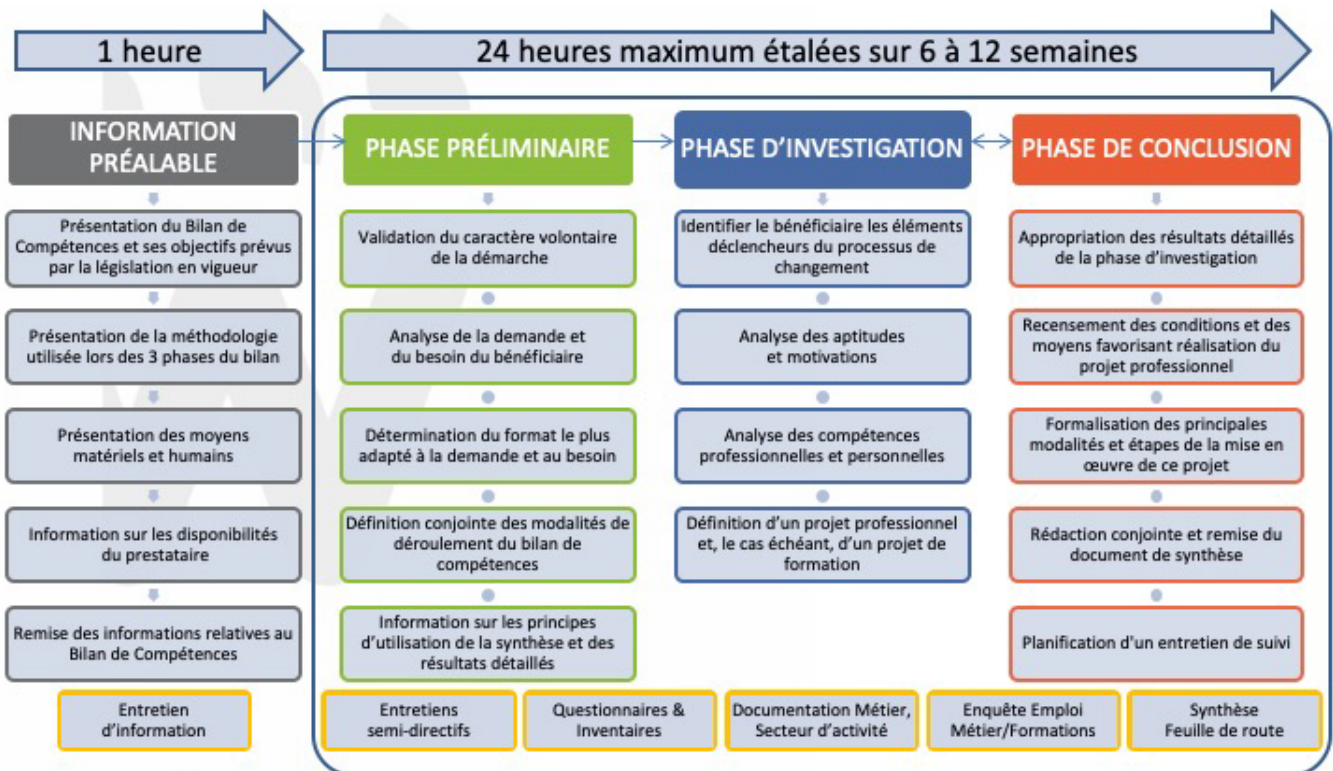 1 heure
24 heures maximum étalées sur 6 à 12 semaines
INFORMATION
PRÉALABLE
Présentation du Bilan de
Compétences et ses objectifs prévus
par la législation en vigueur
Présentation de la méthodologie
utilisée lors des 3 phases du bilan
Présentation des moyens
matériels et humains
Information sur les disponibilités
du prestataire
Remise des informations relatives au
Bilan de Compétences
Entretien
d'information
PHASE PRÉLIMINAIRE
Validation du caractère volontaire
de la démarche
Analyse de la demande et
du besoin du bénéficiaire
Détermination du format le plus
adapté à la demande et au besoin
Définition conjointe des modalités de
déroulement du bilan de
compétences
Information sur les principes
d'utilisation de la synthèse et des
résultats détaillés
PHASE D'INVESTIGATION
Identifier le bénéficiaire les éléments
déclencheurs du processus de
changement
Analyse des aptitudes
et motivations
Analyse des compétences
professionnelles et personnelles
Définition d'un projet professionnel
et, le cas échéant, d'un projet de
formation
PHASE DE CONCLUSION
Appropriation des résultats détaillés
de la phase d'investigation
Recensement des conditions et des
moyens favorisant réalisation du
projet professionnel
Formalisation des principales
modalités et étapes de la mise en
œuvre de ce projet
Rédaction conjointe et remise du
document de synthèse
Planification d'un entretien de suivi
Entretiens
semi-directifs
Questionnaires &
Inventaires
Documentation Métier,
Secteur d'activité
Enquête Emploi
Métier/Formations
Synthèse
Feuille de route